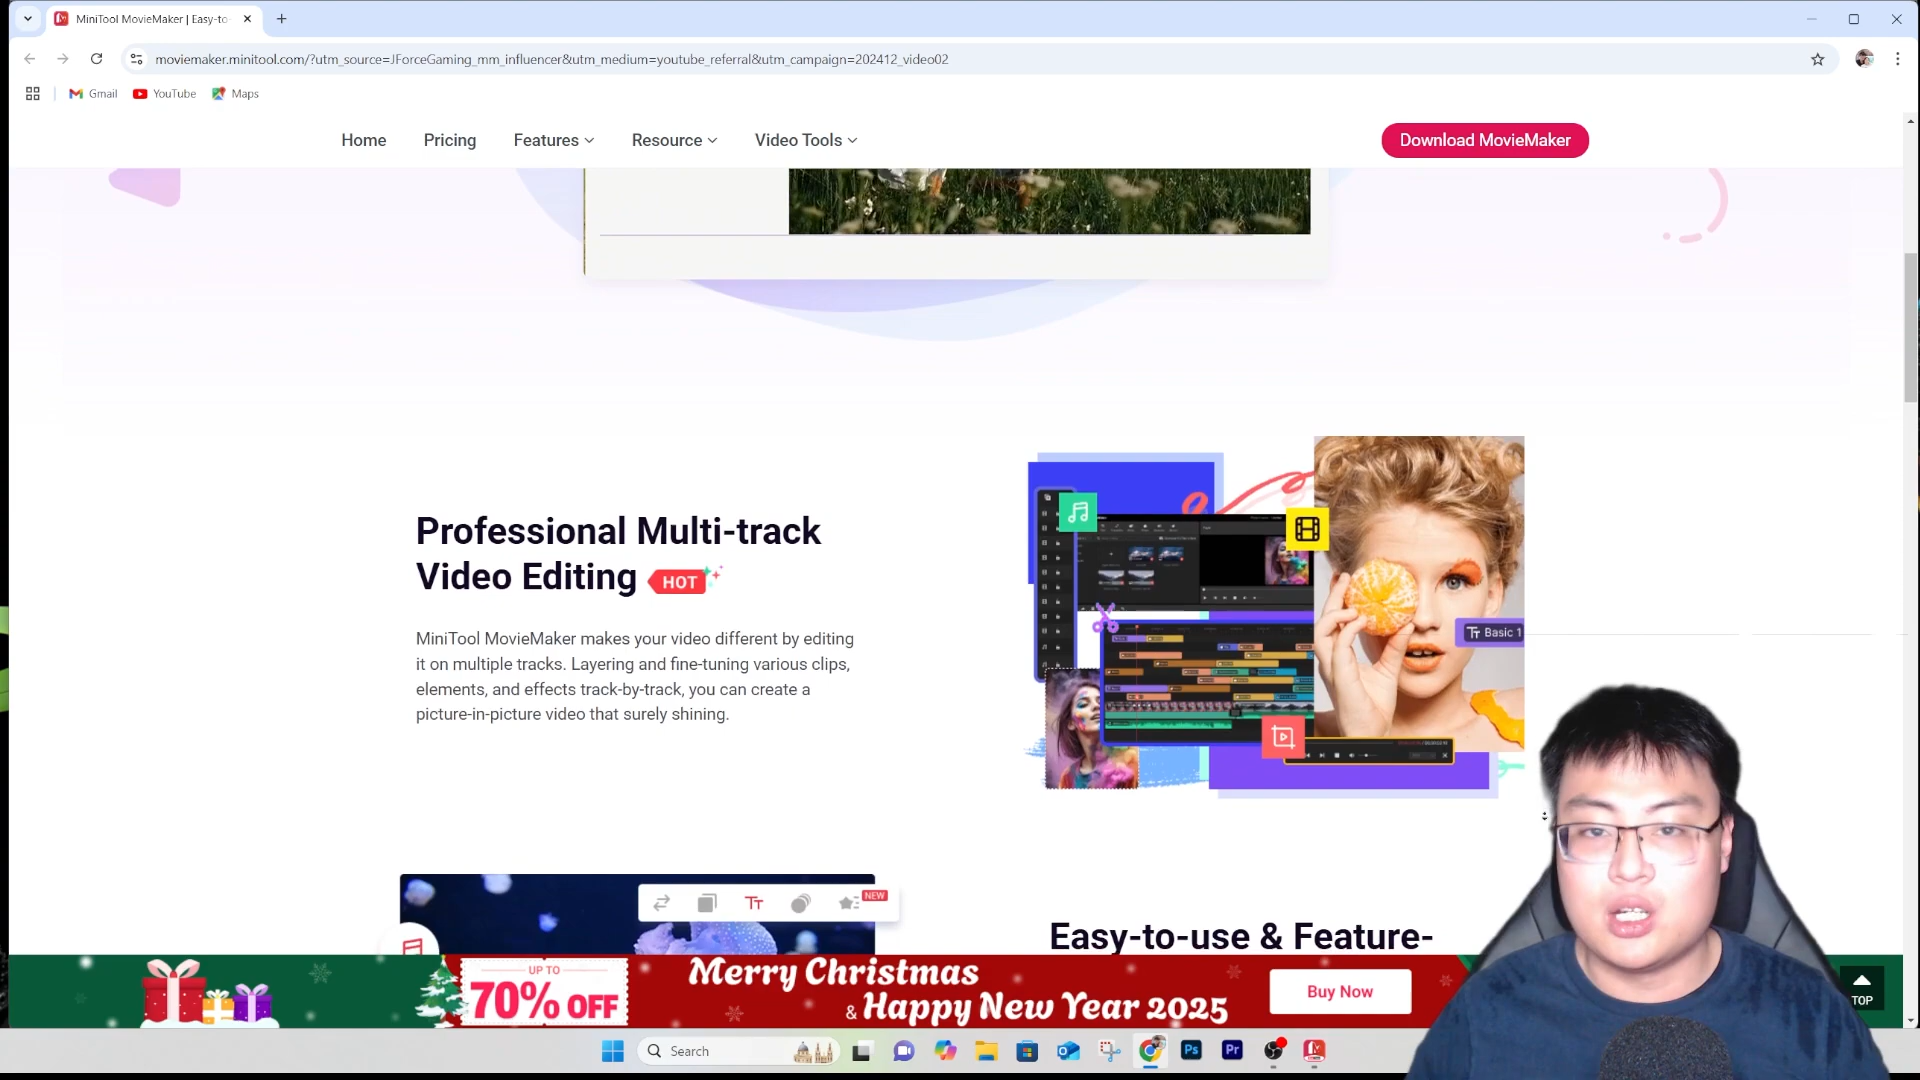 MiniTool MovieMaker | Easy-to
moviemaker.minitool.com/?utm_source=JForceGaming_mm_influencer&utm_medium=youtube_referral&utm_campaign=202412_video02
Gmail
YouTube
Maps
Home
Pricing
Features
Resource
Video Tools
Download MovieMaker
Professional Multi-track
Video Editing HOT
MiniTool MovieMaker makes your video different by editing
it on multiple tracks. Layering and fine-tuning various clips,
elements, and effects track-by-track, you can create a
picture-in-picture video that surely shining.
TT Basic 1
TT
NEW
Easy-to-use & Feature-
UP TO
70% OFF
Merry Christmas
& Happy New Year 2025
Buy Now
TOP
Search
Ps
Pr